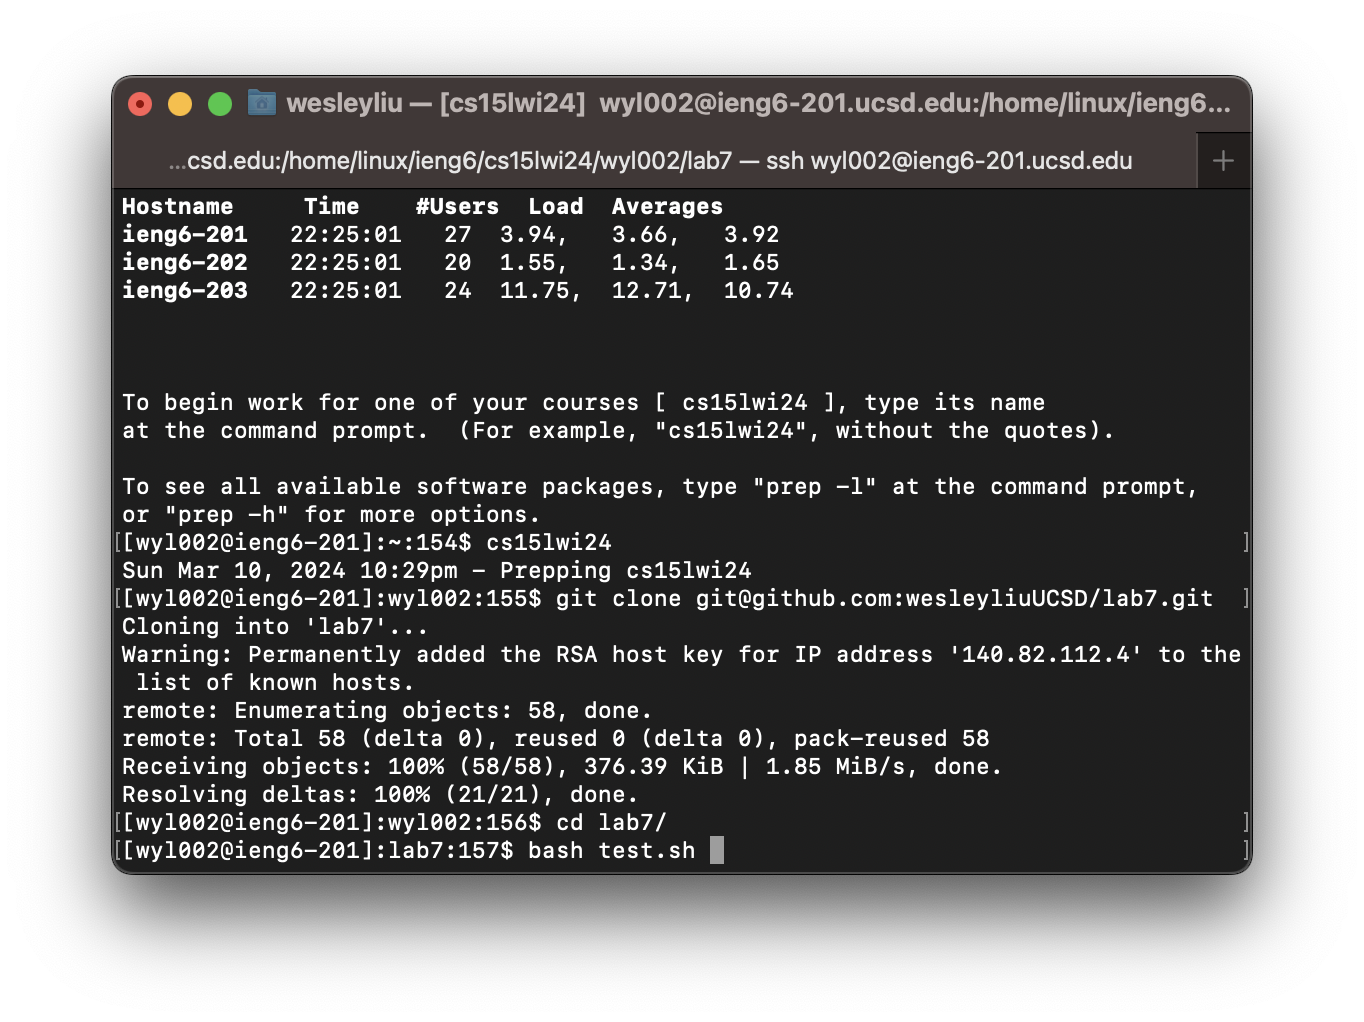 wesleyliu — [cs15lwi24] wyl002@ieng6-201.ucsd.edu:/home/linux/ieng6...
...csd.edu:/home/linux/ieng6/cs15lwi24/wyl002/lab7 — ssh wyl002@ieng6-201.ucsd.edu +
Hostname     Time    #Users  Load  Averages
ieng6-201   22:25:01   27  3.94,   3.66,   3.92
ieng6-202   22:25:01   20  1.55,   1.34,   1.65
ieng6-203   22:25:01   24  11.75,  12.71,  10.74
To begin work for one of your courses [ cs15lwi24 ], type its name
at the command prompt.  (For example, "cs15lwi24", without the quotes).
To see all available software packages, type "prep -l" at the command prompt,
or "prep -h" for more options.
[[wyl002@ieng6-201]:~:154$ cs15lwi24 ]
Sun Mar 10, 2024 10:29pm - Prepping cs15lwi24
[[wyl002@ieng6-201]:wyl002:155$ git clone git@github.com:wesleyliuUCSD/lab7.git ]
Cloning into 'lab7'...
Warning: Permanently added the RSA host key for IP address '140.82.112.4' to the
 list of known hosts.
remote: Enumerating objects: 58, done.
remote: Total 58 (delta 0), reused 0 (delta 0), pack-reused 58
Receiving objects: 100% (58/58), 376.39 KiB | 1.85 MiB/s, done.
Resolving deltas: 100% (21/21), done.
[[wyl002@ieng6-201]:wyl002:156$ cd lab7/ ]
[[wyl002@ieng6-201]:lab7:157$ bash test.sh ]